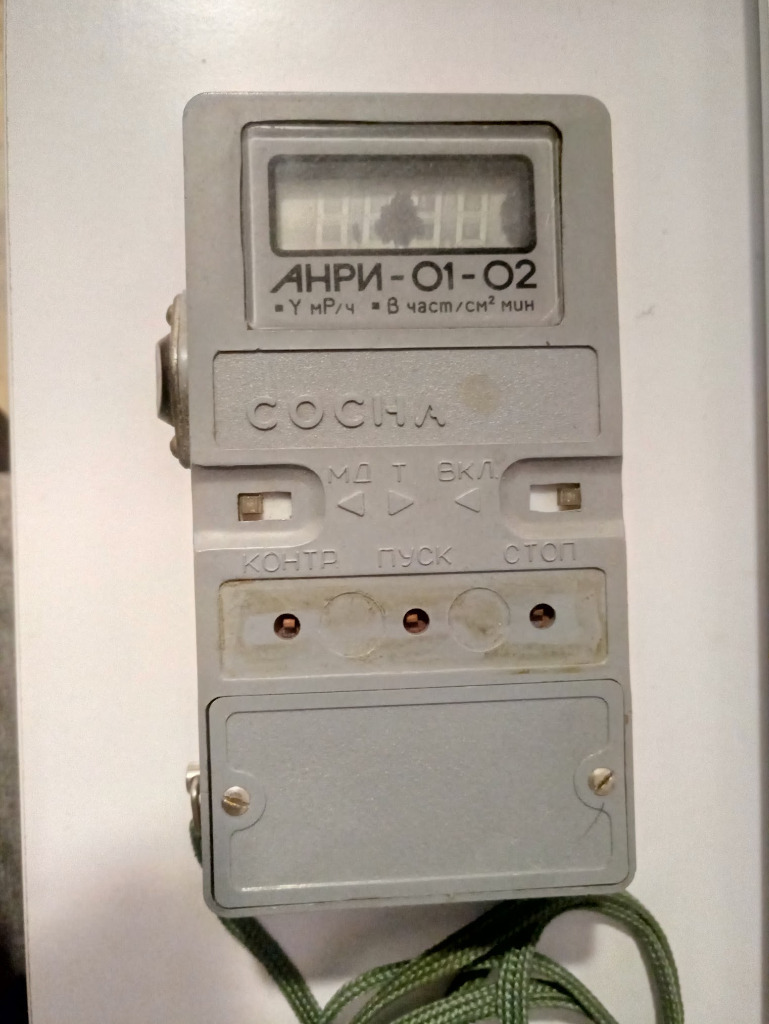 АНРИ-01-02
▪ γ мР/ч ▪ β част/см² мин
СОСНА
МД Т ВКЛ.
КОНТР. ПУСК СТОП